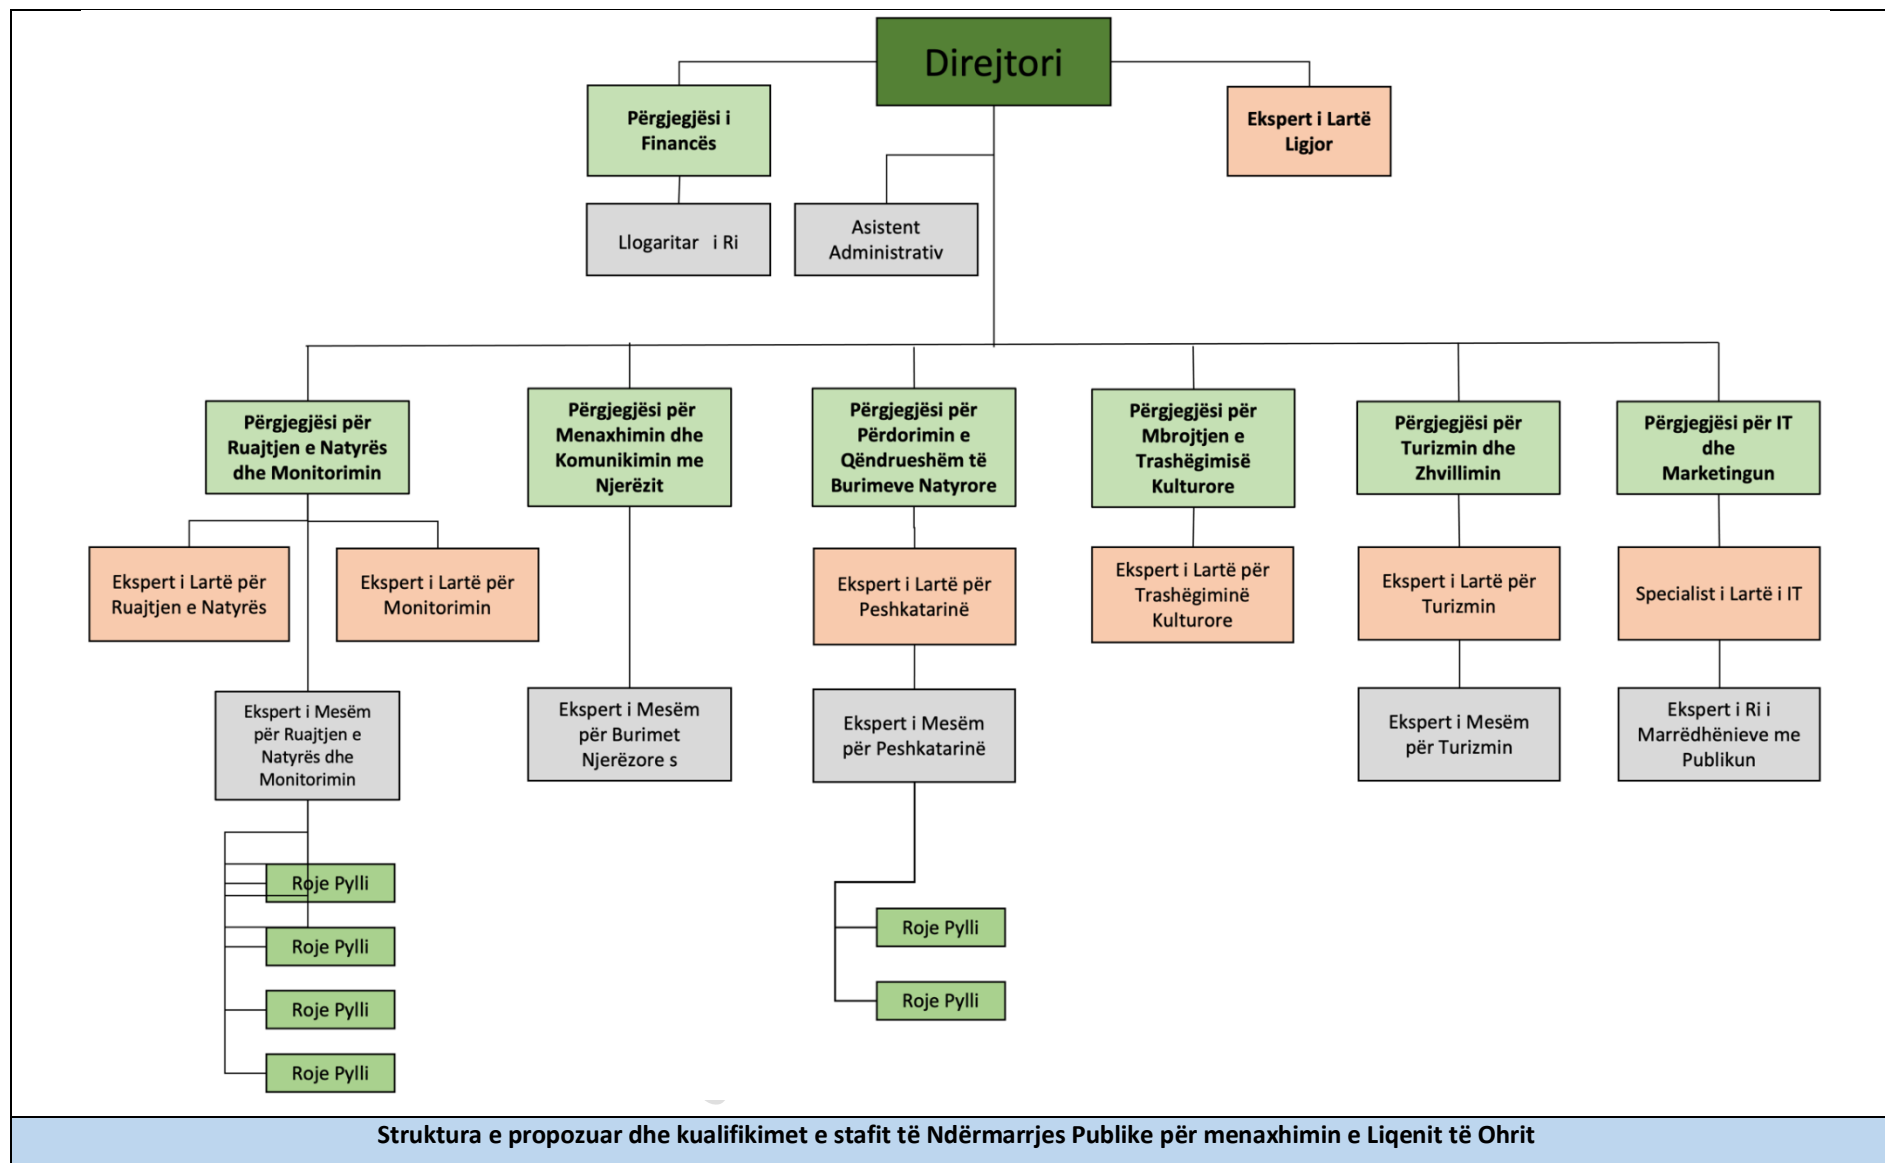 Direjtori
Përgjegjësi i
Financës
Ekspert i Lartë
Ligjor
Llogaritar i Ri
Asistent
Administrativ
Përgjegjësi për
Ruajtjen e Natyrës
dhe Monitorimin
Përgjegjësi për
Menaxhimin dhe
Komunikimin me
Njerëzit
Përgjegjësi për
Përdorimin e
Qëndrueshëm të
Burimeve Natyrore
Përgjegjësi për
Mbrojtjen e
Trashëgimisë
Kulturore
Përgjegjësi për
Turizmin dhe
Zhvillimin
Përgjegjësi për IT
dhe
Marketingun
Ekspert i Lartë për
Ruajtjen e Natyrës
Ekspert i Lartë për
Monitorimin
Ekspert i Lartë për
Peshkatarinë
Ekspert i Lartë për
Trashëgiminë
Kulturore
Ekspert i Lartë për
Turizmin
Specialist i Lartë i IT
Ekspert i Mesëm
për Ruajtjen e
Natyrës dhe
Monitorimin
Ekspert i Mesëm
për Burimet
Njerëzore s
Ekspert i Mesëm
për Peshkatarinë
Ekspert i Mesëm
për Turizmin
Ekspert i Ri i
Marrëdhënieve me
Publikun
Roje Pylli
Roje Pylli
Roje Pylli
Roje Pylli
Roje Pylli
Roje Pylli
Struktura e propozuar dhe kualifikimet e stafit të Ndërmarrjes Publike për menaxhimin e Liqenit të Ohrit